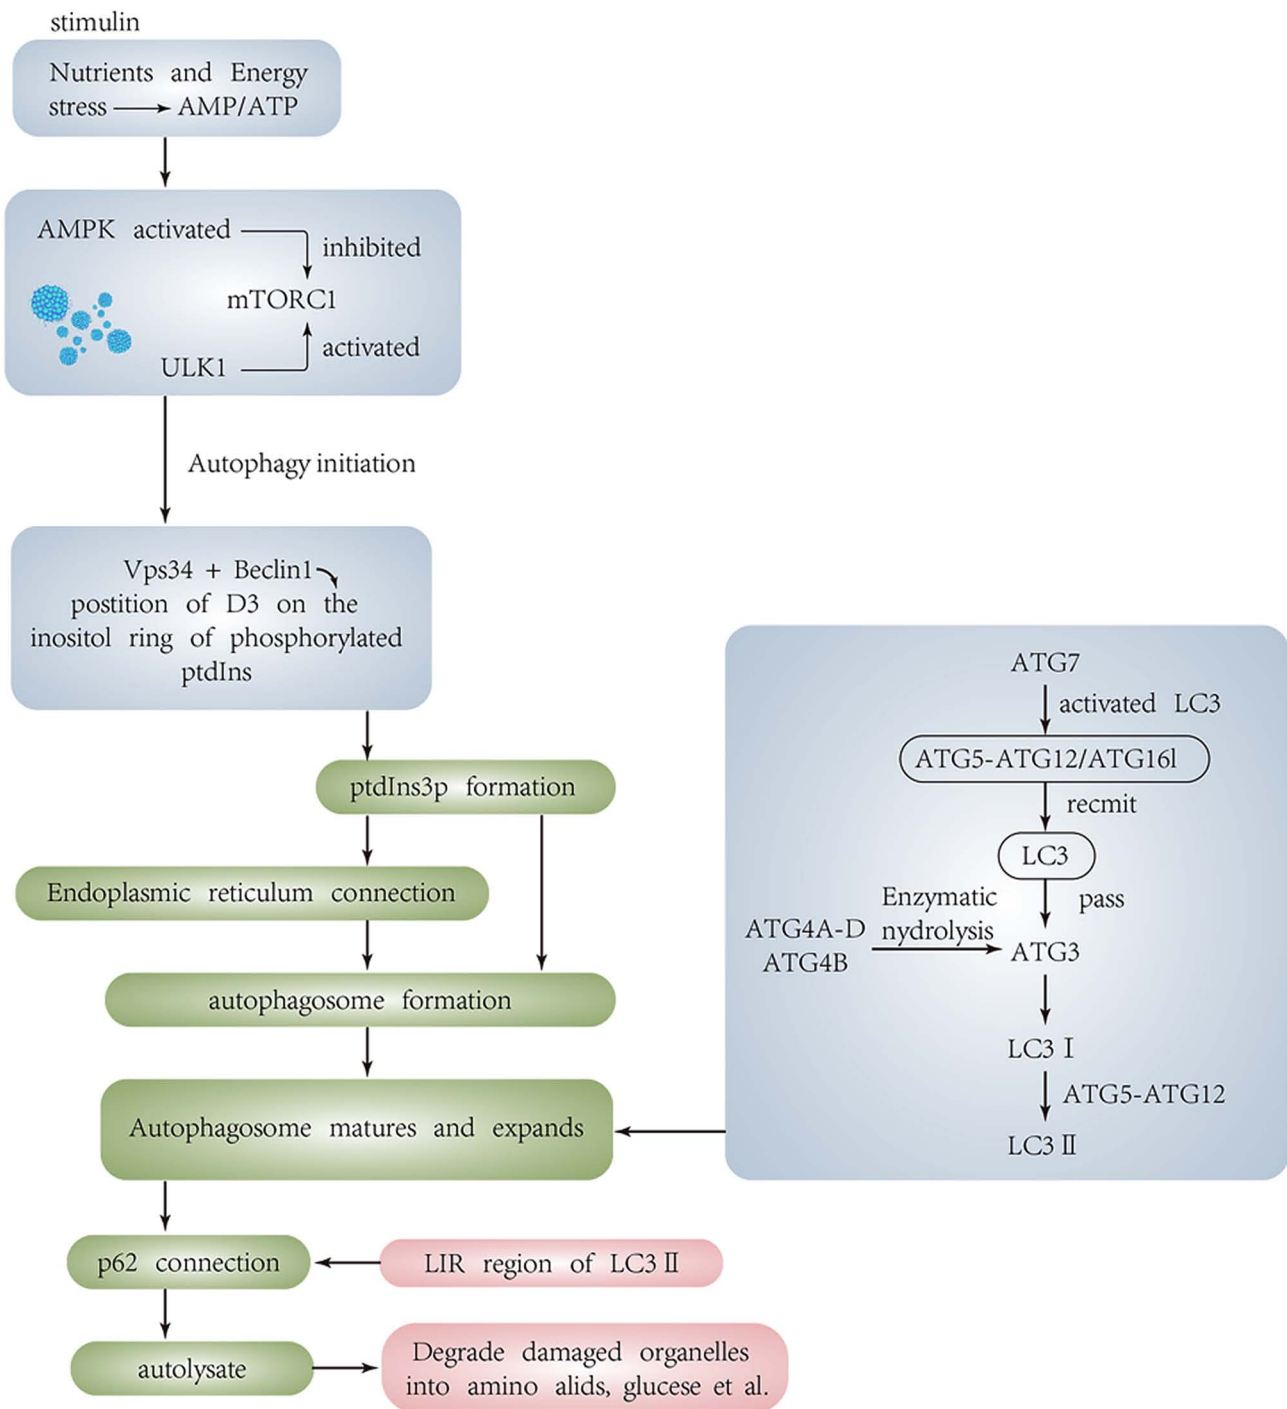 stimulin
Nutrients and Energy
stress AMP/ATP
AMPK activated
inhibited
mTORC1
activated
ULK1
Autophagy initiation
Vps34 + Beclin1
postition of D3 on the
inositol ring of phosphorylated
ptdIns
ptdIns3p formation
Endoplasmic reticulum connection
autophagosome formation
Autophagosome matures and expands
p62 connection
LIR region of LC3 Ⅱ
autolysate
Degrade damaged organelles
into amino alids, glucese et al.
ATG7
activated LC3
ATG5-ATG12/ATG16l
recmit
LC3
pass
Enzymatic
nydrolysis
ATG4A-D
ATG4B
ATG3
LC3 Ⅰ
ATG5-ATG12
LC3 Ⅱ